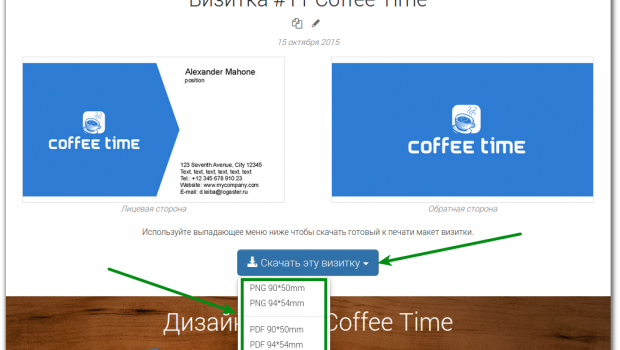 Визитка #11 Coffee Time
15 октября 2015
Alexander Mahone
position
coffee time
123 Seventh Avenue, City 12345
Text, text, text, text, text
Tel.: +12 345 678 910 23
Website: www.mycompany.com
E-mail: d.leiba@logaster.ru
coffee time
Лицевая сторона
Обратная сторона
Используйте выпадающее меню ниже чтобы скачать готовый к печати макет визитки.
Скачать эту визитку
PNG 90*50mm
PNG 94*54mm
PDF 90*50mm
PDF 94*54mm
Дизайн Coffee Time